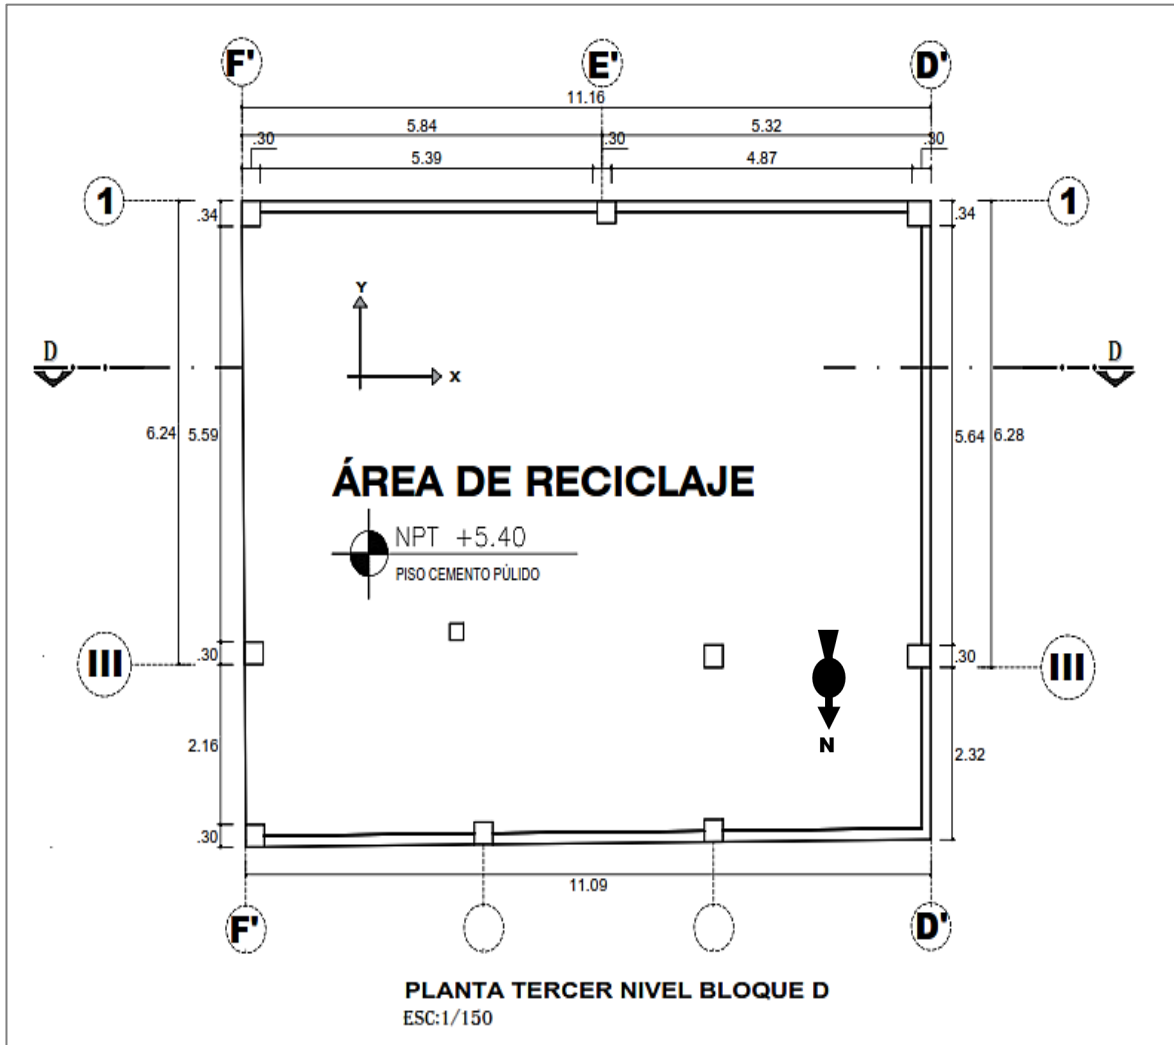 F' E' D'
11.16
5.84 5.32
.30 .30 .30
5.39 4.87
1 1
.34 .34
Y
X
D D
6.24 5.59 5.64 6.28
ÁREA DE RECICLAJE
NPT +5.40
PISO CEMENTO PÚLIDO
III .30 .30 III
N
2.16 2.32
.30
11.09
F' D'
PLANTA TERCER NIVEL BLOQUE D
ESC:1/150